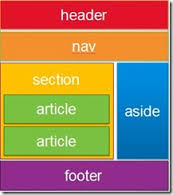 header
nav
section
article
aside
article
footer